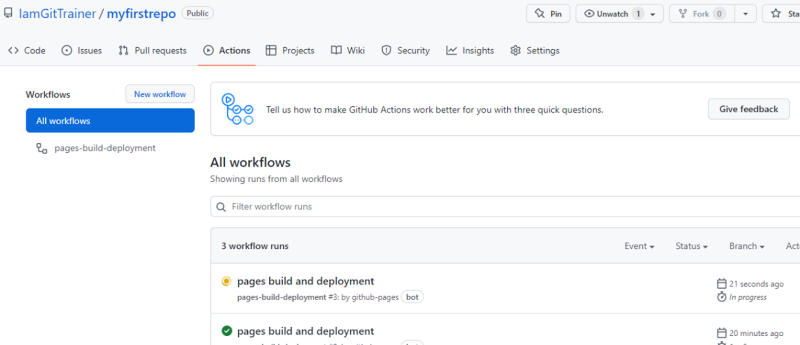 IamGitTrainer / myfirstrepo Public Pin Unwatch 1 Fork 0
Code Issues Pull requests Actions Projects Wiki Security Insights Settings
Workflows New workflow
All workflows
pages-build-deployment
Tell us how to make GitHub Actions work better for you with three quick questions. Give feedback
All workflows
Showing runs from all workflows
Filter workflow runs
3 workflow runs Event Status Branch
pages build and deployment
21 seconds ago
pages-build-deployment #3: by github-pages bot
In progress
pages build and deployment
20 minutes ago